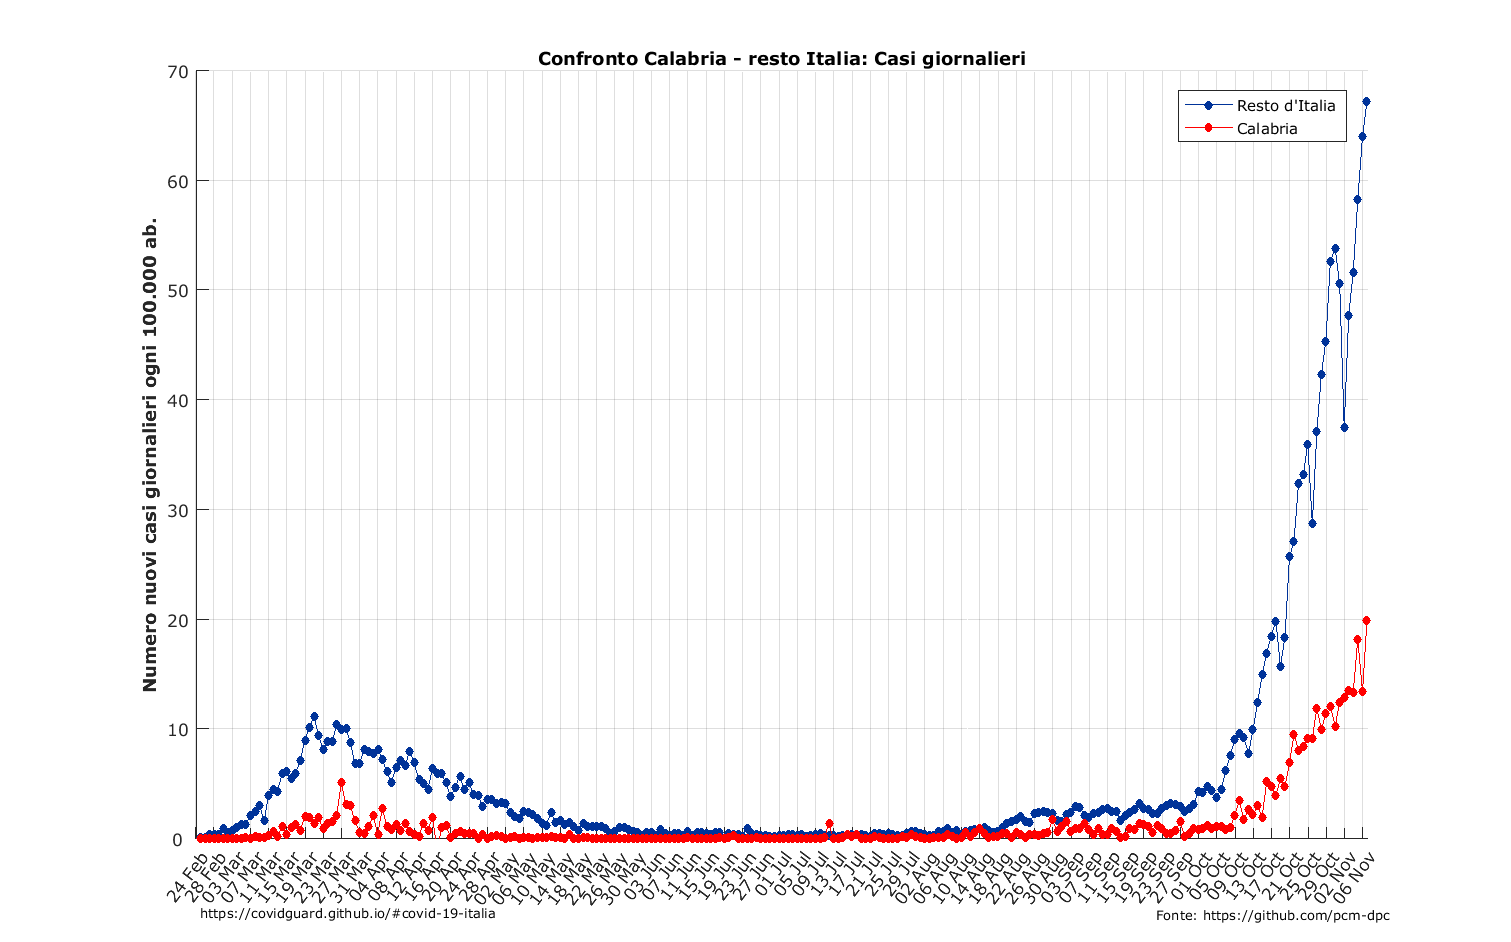 Confronto Calabria - resto Italia: Casi giornalieri
Resto d'Italia
Calabria
Numero nuovi casi giornalieri ogni 100.000 ab.
70
60
50
40
30
20
10
0
24 Feb
28 Feb
03 Mar
07 Mar
11 Mar
15 Mar
19 Mar
23 Mar
27 Mar
31 Mar
04 Apr
08 Apr
12 Apr
16 Apr
20 Apr
24 Apr
28 Apr
02 May
06 May
10 May
14 May
18 May
22 May
26 May
30 May
03 Jun
07 Jun
11 Jun
15 Jun
19 Jun
23 Jun
27 Jun
01 Jul
05 Jul
09 Jul
13 Jul
17 Jul
21 Jul
25 Jul
29 Jul
02 Aug
06 Aug
10 Aug
14 Aug
18 Aug
22 Aug
26 Aug
30 Aug
03 Sep
07 Sep
11 Sep
15 Sep
19 Sep
23 Sep
27 Sep
01 Oct
05 Oct
09 Oct
13 Oct
17 Oct
21 Oct
25 Oct
29 Oct
02 Nov
06 Nov
https://covidguard.github.io/#covid-19-italia
Fonte: https://github.com/pcm-dpc